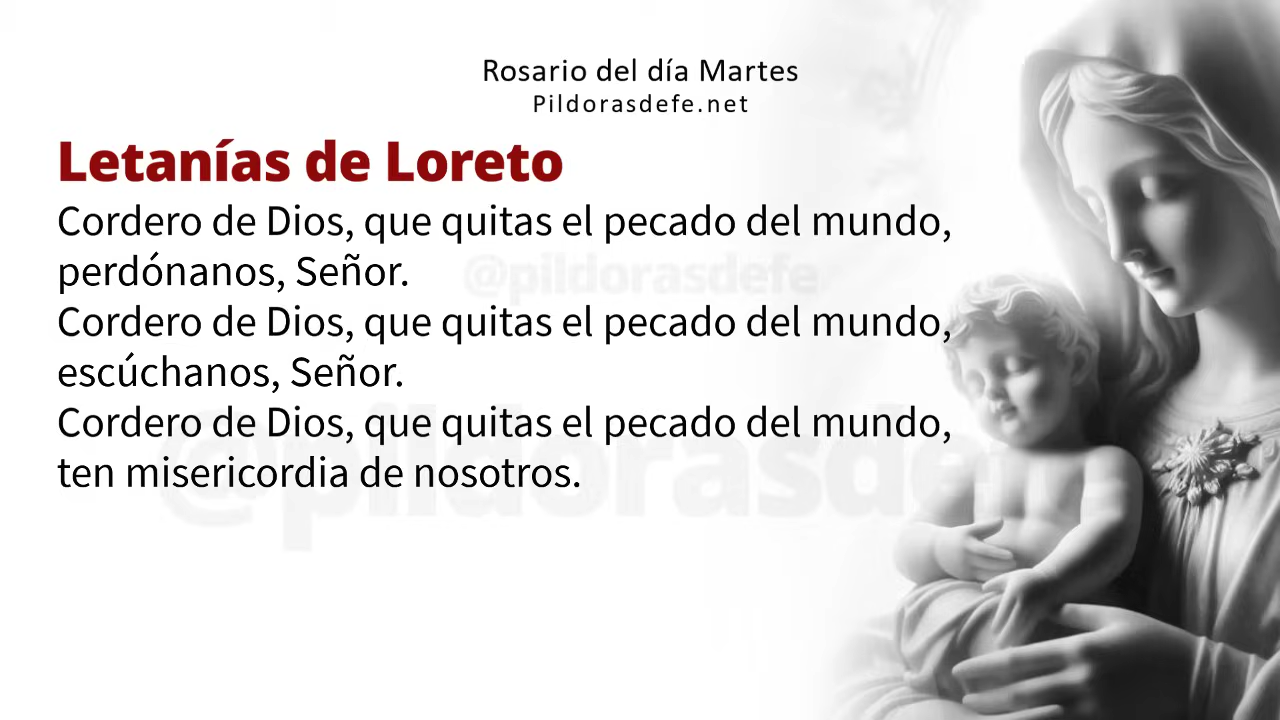 Rosario del día Martes
Pildorasdefe.net
Letanías de Loreto
Cordero de Dios, que quitas el pecado del mundo,
perdónanos, Señor.
@pildorasdefe
Cordero de Dios, que quitas el pecado del mundo,
escúchanos, Señor.
Cordero de Dios, que quitas el pecado del mundo,
ten misericordia de nosotros.
@pildorasdefe